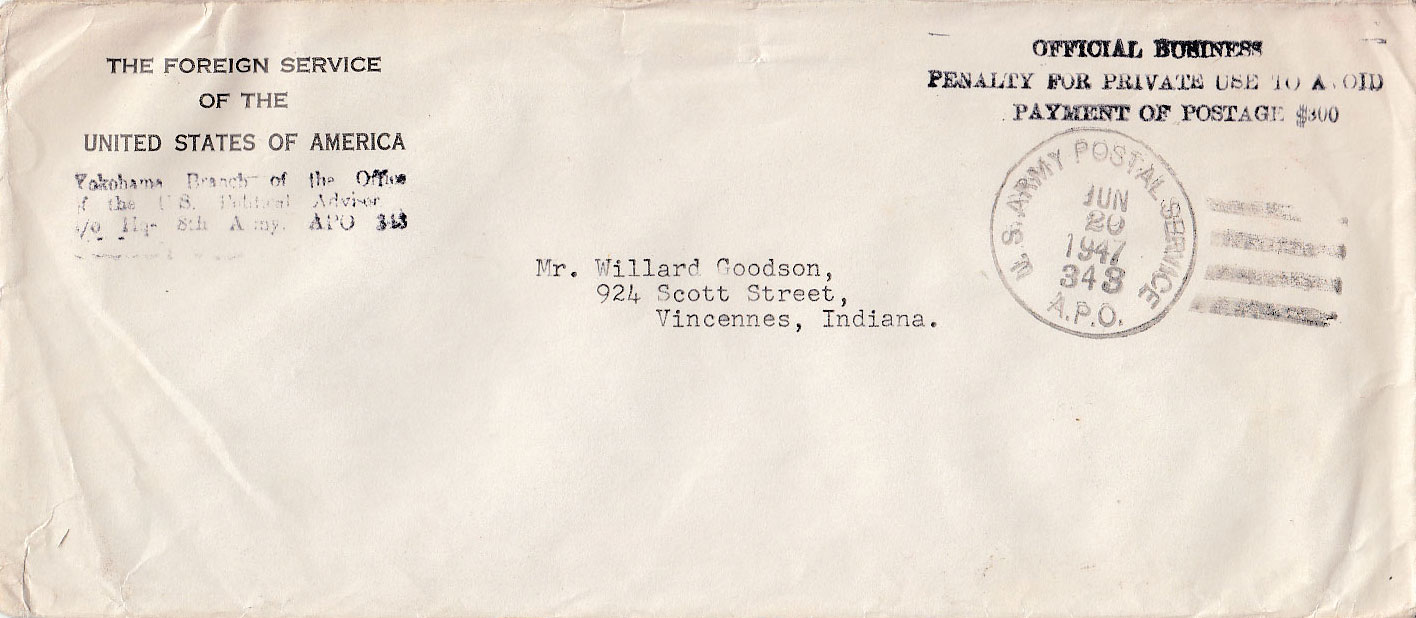 THE FOREIGN SERVICE
OF THE
UNITED STATES OF AMERICA
Yokohama Branch of the Office
of the U.S. Political Advisor
c/o Hq. 8th Army. APO 343
OFFICIAL BUSINESS
PENALTY FOR PRIVATE USE TO AVOID
PAYMENT OF POSTAGE $300
U.S. ARMY POSTAL SERVICE
JUN
20
1947
343
A.P.O.
Mr. Willard Goodson,
924 Scott Street,
Vincennes, Indiana.